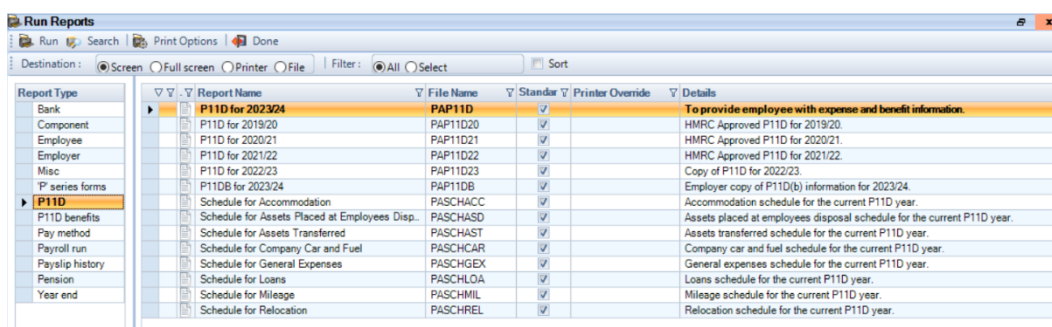 Run Reports
Run Search Print Options Done
Destination : Screen Full screen Printer File Filter : All Select Sort
Report Type Report Name File Name Standar Printer Override Details
Bank P11D for 2023/24 PAP11D To provide employee with expense and benefit information.
Component P11D for 2019/20 PAP11D20 HMRC Approved P11D for 2019/20.
Employee P11D for 2020/21 PAP11D21 HMRC Approved P11D for 2020/21.
Employer P11D for 2021/22 PAP11D22 HMRC Approved P11D for 2021/22.
Misc P11D for 2022/23 PAP11D23 Copy of P11D for 2022/23.
'P' series forms P11DB for 2023/24 PAP11DB Employer copy of P11D(b) information for 2023/24.
P11D Schedule for Accommodation PASCHACC Accommodation schedule for the current P11D year.
P11D benefits Schedule for Assets Placed at Employees Disp.. PASCHASD Assets placed at employees disposal schedule for the current P11D year.
Pay method Schedule for Assets Transferred PASCHAST Assets transferred schedule for the current P11D year.
Payroll run Schedule for Company Car and Fuel PASCHCAR Company car and fuel schedule for the current P11D year.
Payslip history Schedule for General Expenses PASCHGEX General expenses schedule for the current P11D year.
Pension Schedule for Loans PASCHLOA Loans schedule for the current P11D year.
Year end Schedule for Mileage PASCHMIL Mileage schedule for the current P11D year.
Schedule for Relocation PASCHREL Relocation schedule for the current P11D year.